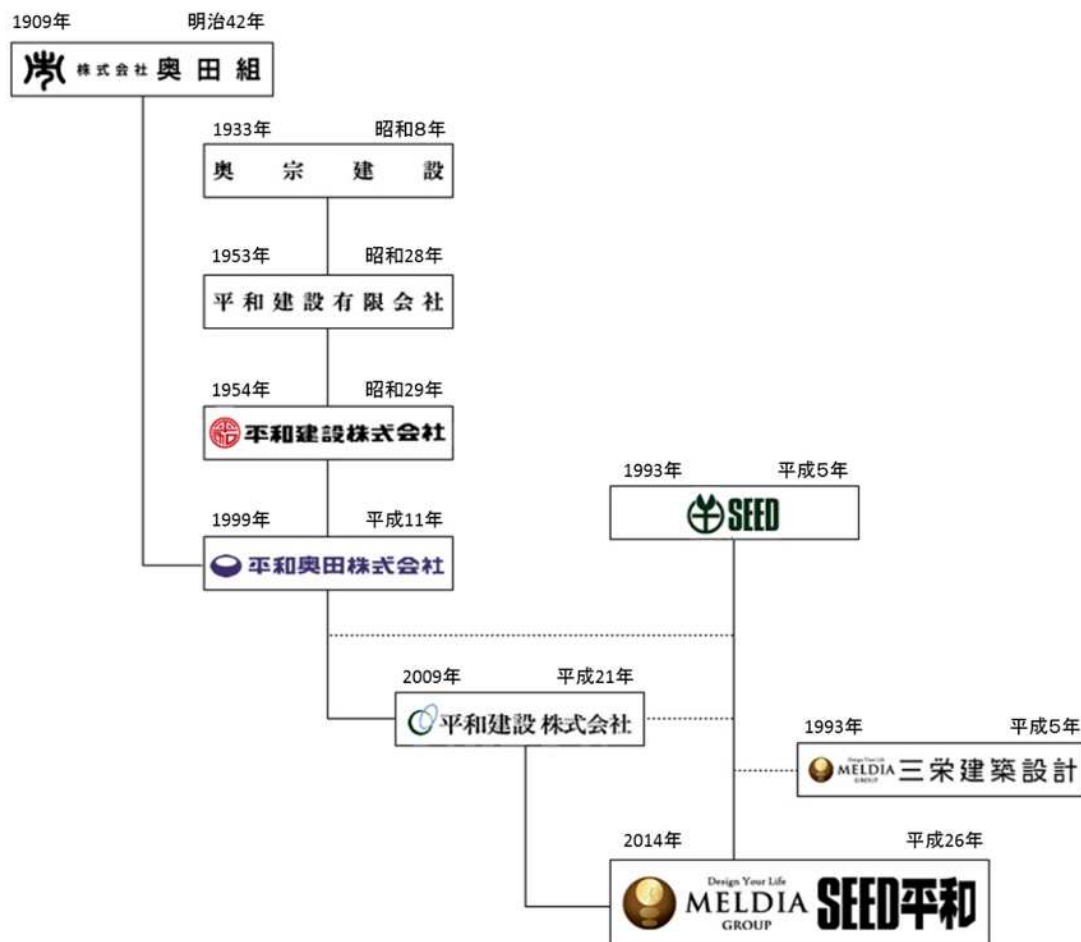 1909年 明治42年
株式会社 奥田組
1933年 昭和8年
奥宗建設
1953年 昭和28年
平和建設有限会社
1954年 昭和29年
平和建設株式会社
1993年 平成5年
SEED
1999年 平成11年
平和奥田株式会社
2009年 平成21年
平和建設 株式会社
1993年 平成5年
Design Your Life
MELDIA
GROUP
三栄建築設計
2014年 平成26年
Design Your Life
MELDIA
GROUP
SEED平和